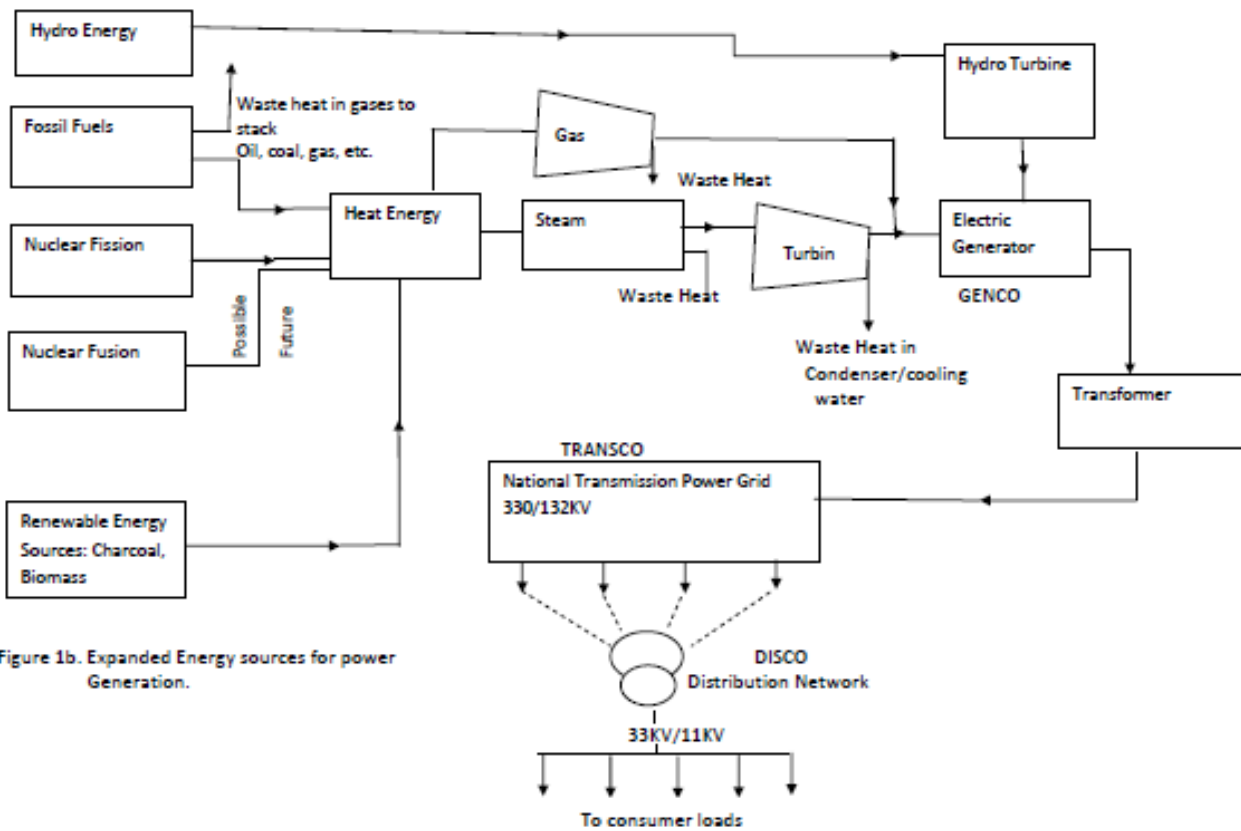 Hydro Energy
Hydro Turbine
Waste heat in gases to
stack
Oil, coal, gas, etc.
Fossil Fuels
Gas
Waste Heat
Heat Energy
Steam
Electric
Generator
Nuclear Fission
Turbin
Waste Heat
GENCO
Possible
Future
Nuclear Fusion
Waste Heat in
Condenser/cooling
water
Transformer
TRANSCO
National Transmission Power Grid
330/132KV
Renewable Energy
Sources: Charcoal,
Biomass
Figure 1b. Expanded Energy sources for power
Generation.
DISCO
Distribution Network
33KV/11KV
To consumer loads